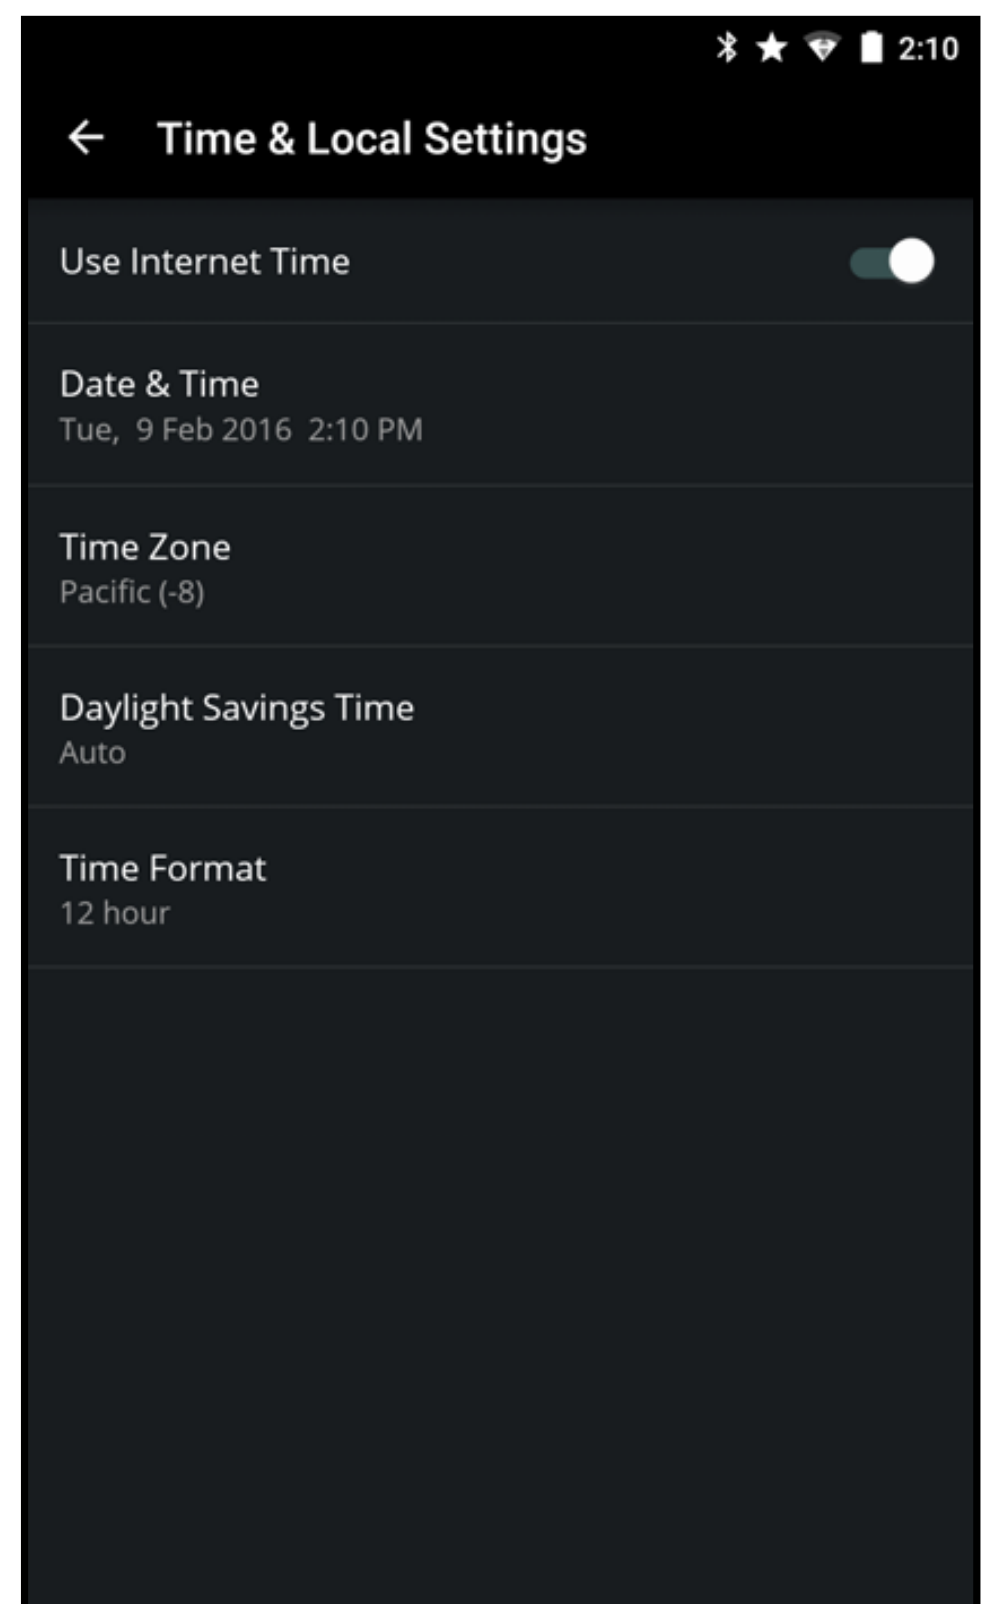 2:10
Time & Local Settings
Use Internet Time
Date & Time
Tue, 9 Feb 2016 2:10 PM
Time Zone
Pacific (-8)
Daylight Savings Time
Auto
Time Format
12 hour